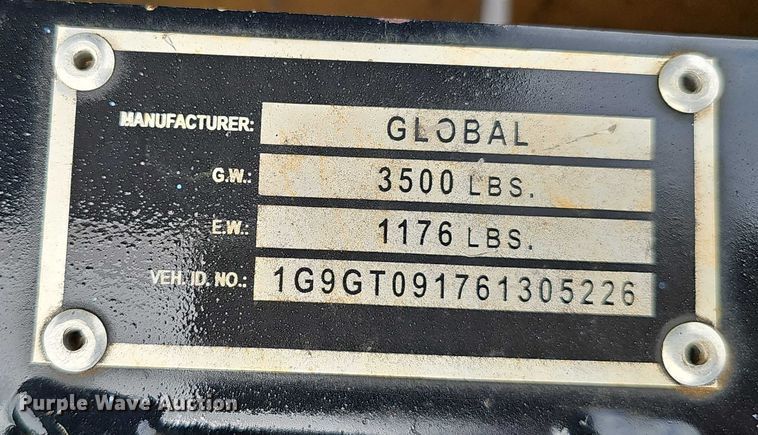 MANUFACTURER: GLOBAL
G.W.: 3500 LBS.
E.W.: 1176 LBS.
VEH. ID. NO.: 1G9GT091761305226
Purple Wave Auction